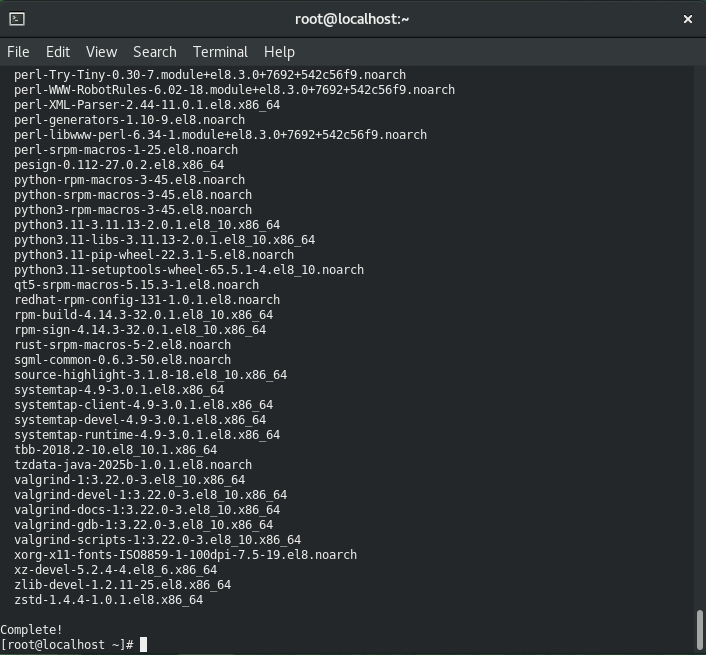 root@localhost:~
File Edit View Search Terminal Help
perl-Try-Tiny-0.30-7.module+el8.3.0+7692+542c56f9.noarch
perl-WWW-RobotRules-6.02-18.module+el8.3.0+7692+542c56f9.noarch
perl-XML-Parser-2.44-11.0.1.el8.x86_64
perl-generators-1.10-9.el8.noarch
perl-libwww-perl-6.34-1.module+el8.3.0+7692+542c56f9.noarch
perl-srpm-macros-1-25.el8.noarch
pesign-0.112-27.0.2.el8.x86_64
python-rpm-macros-3-45.el8.noarch
python-srpm-macros-3-45.el8.noarch
python3-rpm-macros-3-45.el8.noarch
python3.11-3.11.13-2.0.1.el8_10.x86_64
python3.11-libs-3.11.13-2.0.1.el8_10.x86_64
python3.11-pip-wheel-22.3.1-5.el8.noarch
python3.11-setuptools-wheel-65.5.1-4.el8_10.noarch
qt5-srpm-macros-5.15.3-1.el8.noarch
redhat-rpm-config-131-1.0.1.el8.noarch
rpm-build-4.14.3-32.0.1.el8_10.x86_64
rpm-sign-4.14.3-32.0.1.el8_10.x86_64
rust-srpm-macros-5-2.el8.noarch
sgml-common-0.6.3-50.el8.noarch
source-highlight-3.1.8-18.el8_10.x86_64
systemtap-4.9-3.0.1.el8.x86_64
systemtap-client-4.9-3.0.1.el8.x86_64
systemtap-devel-4.9-3.0.1.el8.x86_64
systemtap-runtime-4.9-3.0.1.el8.x86_64
tbb-2018.2-10.el8_10.1.x86_64
tzdata-java-2025b-1.0.1.el8.noarch
valgrind-1:3.22.0-3.el8_10.x86_64
valgrind-devel-1:3.22.0-3.el8_10.x86_64
valgrind-docs-1:3.22.0-3.el8_10.x86_64
valgrind-gdb-1:3.22.0-3.el8_10.x86_64
valgrind-scripts-1:3.22.0-3.el8_10.x86_64
xorg-x11-fonts-ISO8859-1-100dpi-7.5-19.el8.noarch
xz-devel-5.2.4-4.el8_6.x86_64
zlib-devel-1.2.11-25.el8.x86_64
zstd-1.4.4-1.0.1.el8.x86_64
Complete!
[root@localhost ~]#